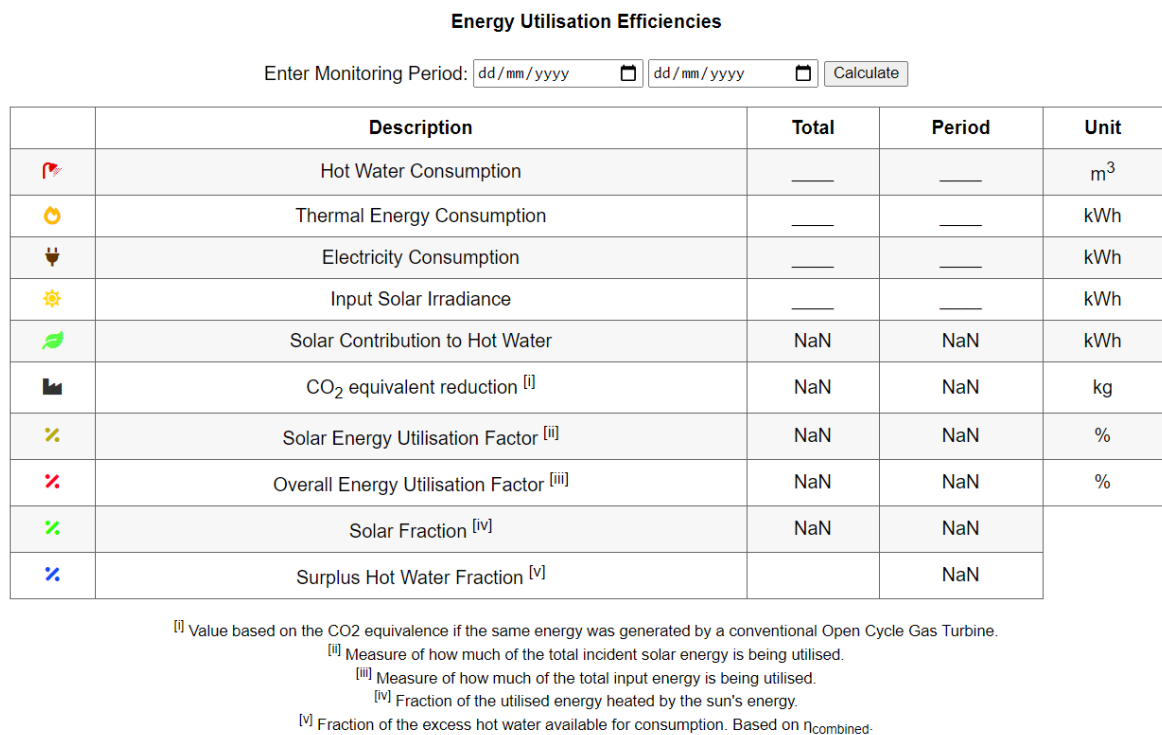 Energy Utilisation Efficiencies
Enter Monitoring Period: dd/mm/yyyy dd/mm/yyyy Calculate
Description Total Period Unit
Hot Water Consumption ____ ____ m³
Thermal Energy Consumption ____ ____ kWh
Electricity Consumption ____ ____ kWh
Input Solar Irradiance ____ ____ kWh
Solar Contribution to Hot Water NaN NaN kWh
CO₂ equivalent reduction [i] NaN NaN kg
Solar Energy Utilisation Factor [ii] NaN NaN %
Overall Energy Utilisation Factor [iii] NaN NaN %
Solar Fraction [iv] NaN NaN
Surplus Hot Water Fraction [v] NaN
[i] Value based on the CO2 equivalence if the same energy was generated by a conventional Open Cycle Gas Turbine.
[ii] Measure of how much of the total incident solar energy is being utilised.
[iii] Measure of how much of the total input energy is being utilised.
[iv] Fraction of the utilised energy heated by the sun's energy.
[v] Fraction of the excess hot water available for consumption. Based on ηcombined.